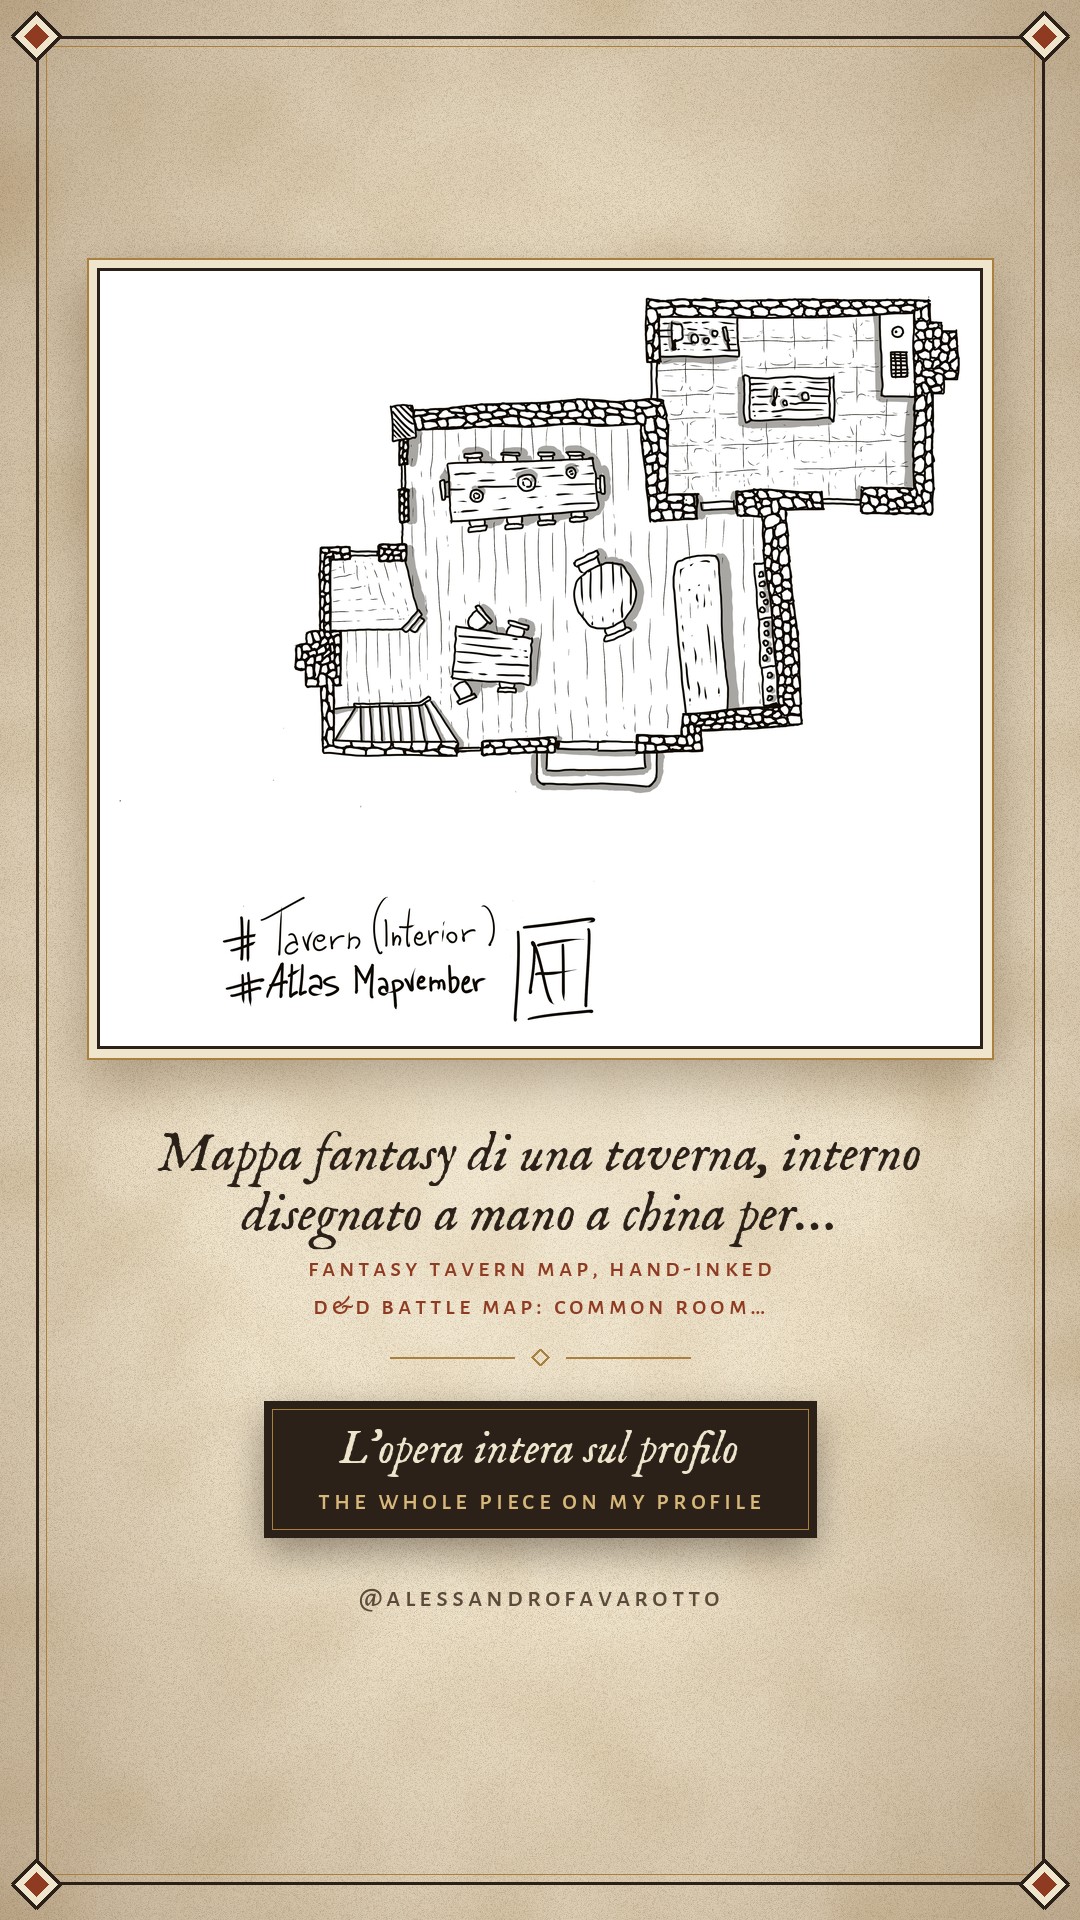 # Tavern (Interior)
#Atlas Mapvember
AF
Mappa fantasy di una taverna, interno
disegnato a mano a china per...
FANTASY TAVERN MAP, HAND-INKED
D&D BATTLE MAP: COMMON ROOM...
L'opera intera sul profilo
THE WHOLE PIECE ON MY PROFILE
@ALESSANDROFAVAROTTO